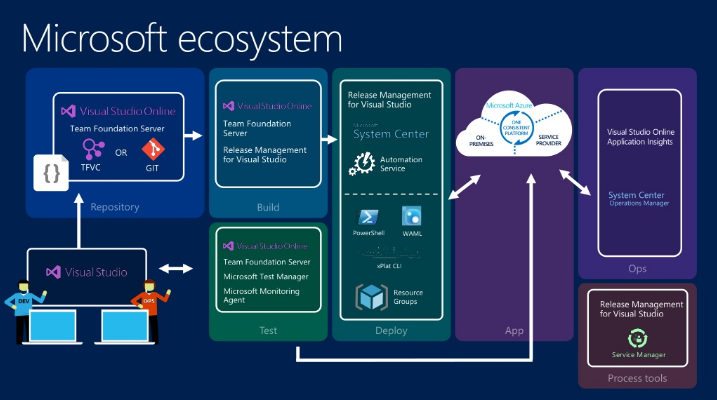 Microsoft ecosystem
Visual Studio Online
Team Foundation Server
TFVC
OR
GIT
{}
Repository
Visual Studio
DEV
OPS
Visual Studio Online
Team Foundation
Server
Release Management
for Visual Studio
Build
Visual Studio Online
Team Foundation Server
Microsoft Test Manager
Microsoft Monitoring
Agent
Test
Release Management
for Visual Studio
Microsoft
System Center
Automation
Service
PowerShell
WAML
xPlat CLI
Resource
Groups
Deploy
Microsoft Azure
ON-
PREMISES
ONE
CONSISTENT
PLATFORM
SERVICE
PROVIDER
App
Visual Studio Online
Application Insights
System Center
Operations Manager
Ops
Release Management
for Visual Studio
Service Manager
Process tools